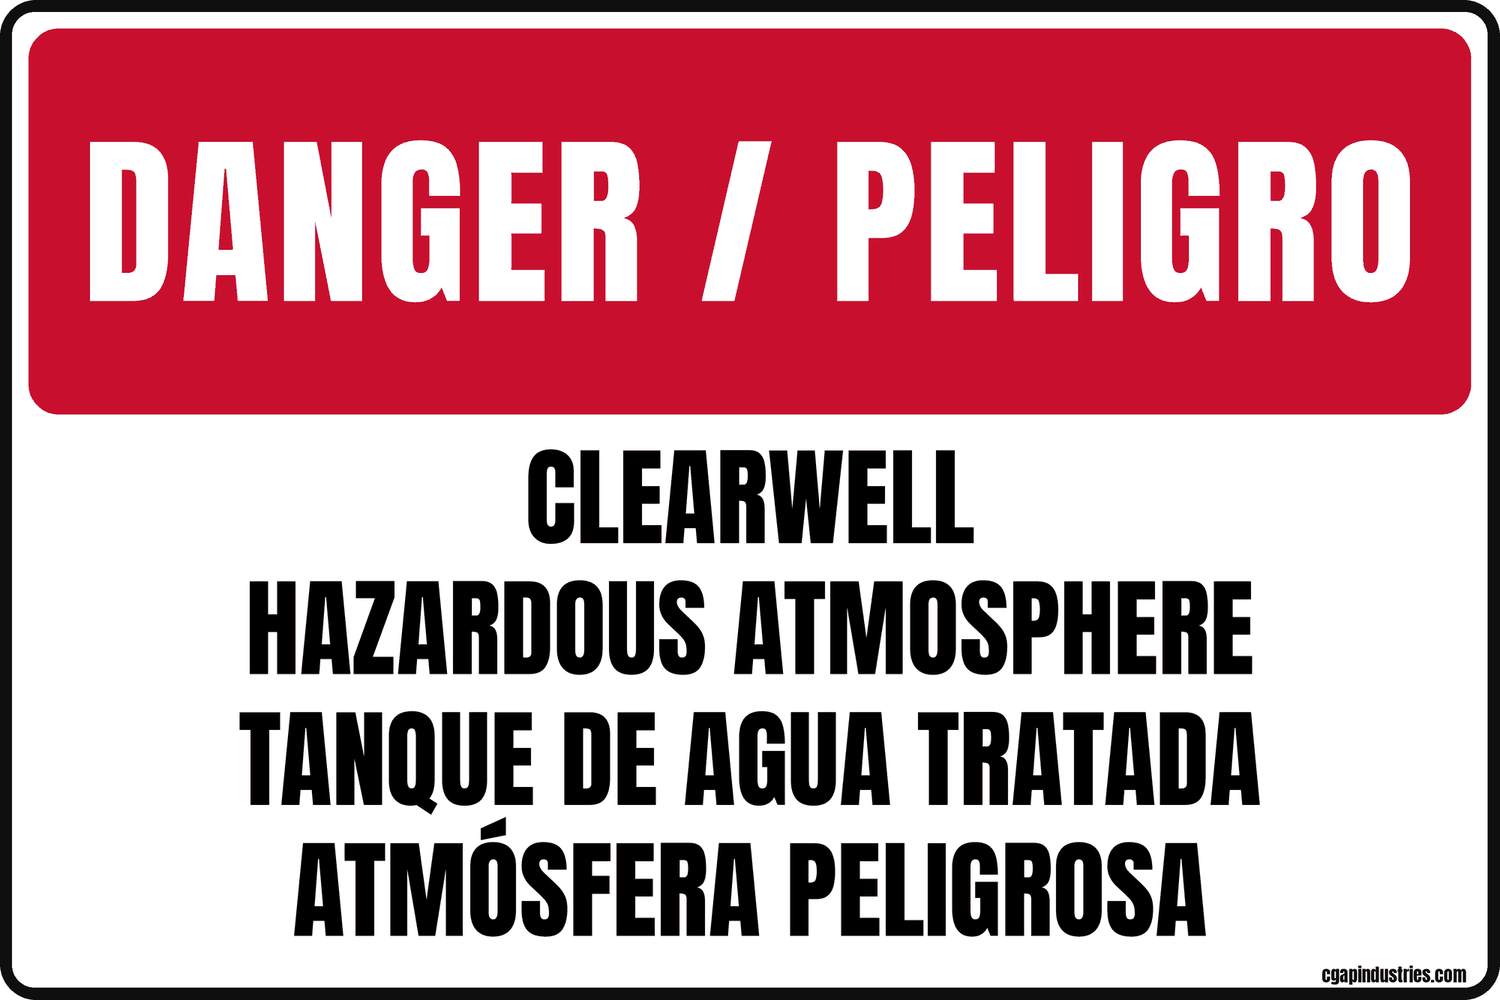 DANGER / PELIGRO
CLEARWELL
HAZARDOUS ATMOSPHERE
TANQUE DE AGUA TRATADA
ATMÓSFERA PELIGROSA
cgapindustries.com